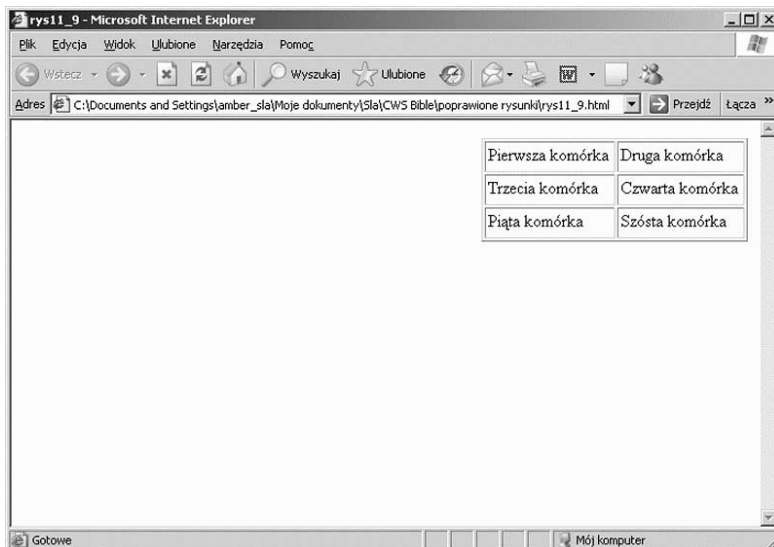 rys11_9 - Microsoft Internet Explorer
Plik Edycja Widok Ulubione Narzędzia Pomoc
Wstecz Wyszukaj Ulubione W
Adres C:\Documents and Settings\amber_sla\Moje dokumenty\Sla\CWS Bible\poprawione rysunki\rys11_9.html Przejdź Łącza »
Pierwsza komórka Druga komórka
Trzecia komórka Czwarta komórka
Piąta komórka Szósta komórka
Gotowe Mój komputer